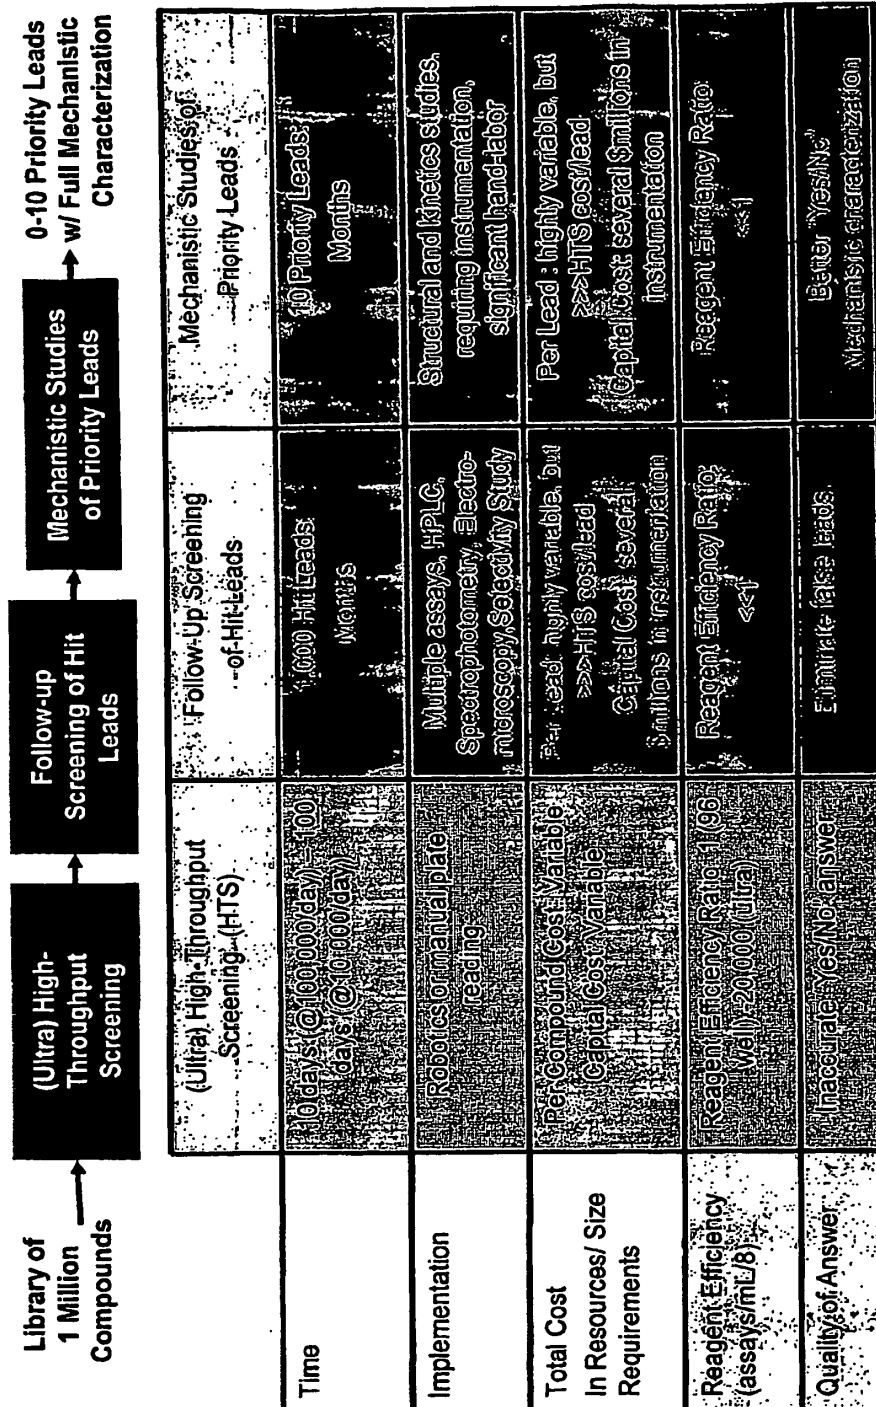 Library of
1 Million
Compounds
(Ultra) High-
Throughput
Screening
Follow-up
Screening of Hit
Leads
Mechanistic Studies
of Priority Leads
0-10 Priority Leads
w/ Full Mechanistic
Characterization
(Ultra) High-Throughput
Screening (HTS)
Follow-Up Screening
of Hit Leads
Mechanistic Studies of
Priority Leads
Time
10 days (@100,000/day) - 100
days (@10,000/day)
1,000 Hit Leads:
Months
10 Priority Leads:
Months
Implementation
Robotics or manual plate
reading
Multiple assays, HPLC,
Spectrophotometry, Electro-
microscopy, Selectivity Study
Structural and kinetics studies,
requiring instrumentation,
significant hand-labor
Total Cost
In Resources/ Size
Requirements
Per Compound Cost: Variable
Capital Cost: Variable
Per Lead: highly variable, but
>>>HTS cost/lead
Capital Cost: several
$millions in instrumentation
Per Lead : highly variable, but
>>>HTS cost/lead
Capital Cost: several $millions in
instrumentation
Reagent Efficiency
(assays/mL/8)
Reagent Efficiency Ratio: 1 (96
well)-20,000 (ultra)
Reagent Efficiency Ratio:
<<1
Reagent Efficiency Ratio:
<<1
Quality of Answer
Inaccurate "Yes/No" answer
Eliminate false leads.
Better "Yes/No"
Mechanistic characterization